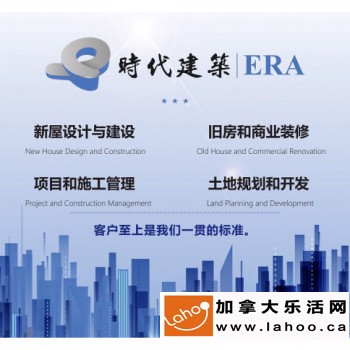 時代建築|ERA
新屋设计与建设
New House Design and Construction
旧房和商业装修
Old House and Commercial Renovation
项目和施工管理
Project and Construction Management
土地规划和开发
Land Planning and Development
客户至上是我们一贯的标准。
Lahoo
加拿大乐活网
www.lahoo.ca